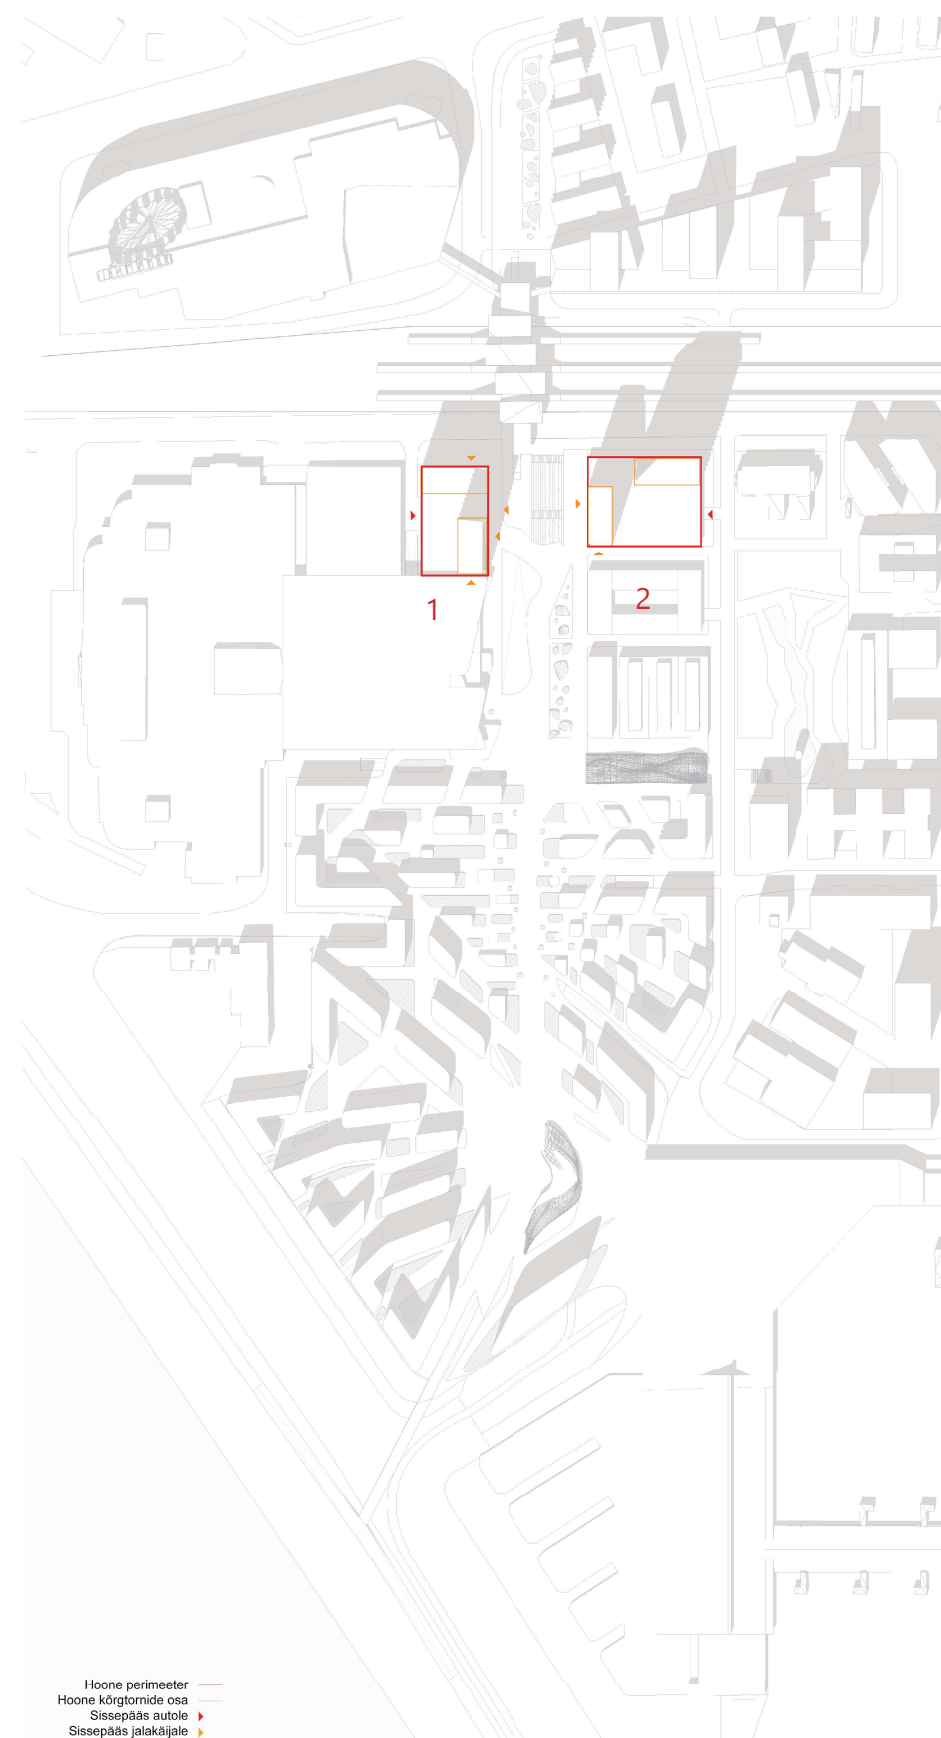 1
2
Hoone perimeeter
Hoone kõrgtornide osa
Sissepääs autole
Sissepääs jalakäijale